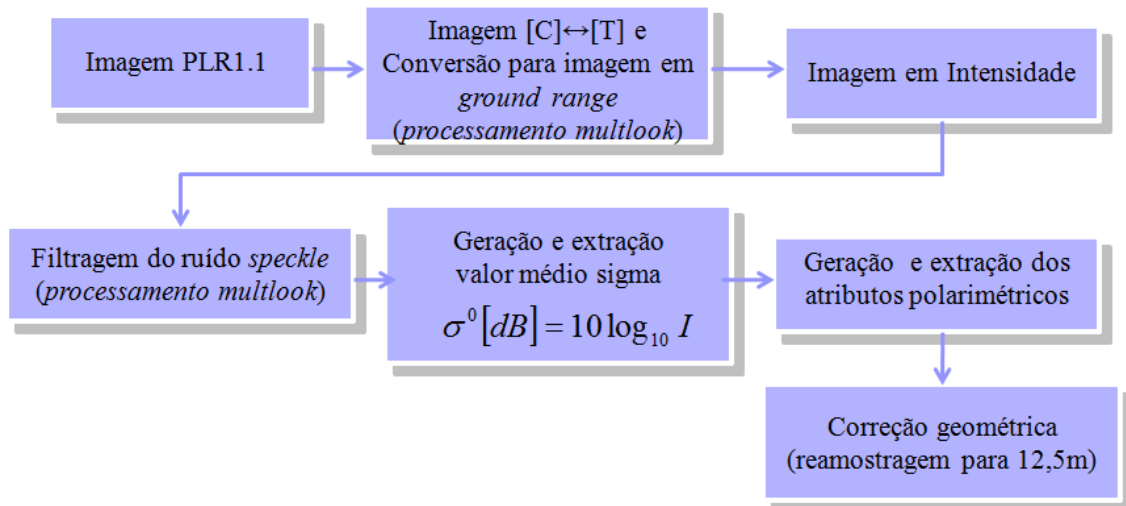 Imagem PLR1.1
Imagem [C]↔[T] e
Conversão para imagem em
ground range
(processamento multlook)
Imagem em Intensidade
Filtragem do ruído speckle
(processamento multlook)
Geração e extração
valor médio sigma
σ⁰[dB] = 10 log₁₀ I
Geração e extração dos
atributos polarimétricos
Correção geométrica
(reamostragem para 12,5m)